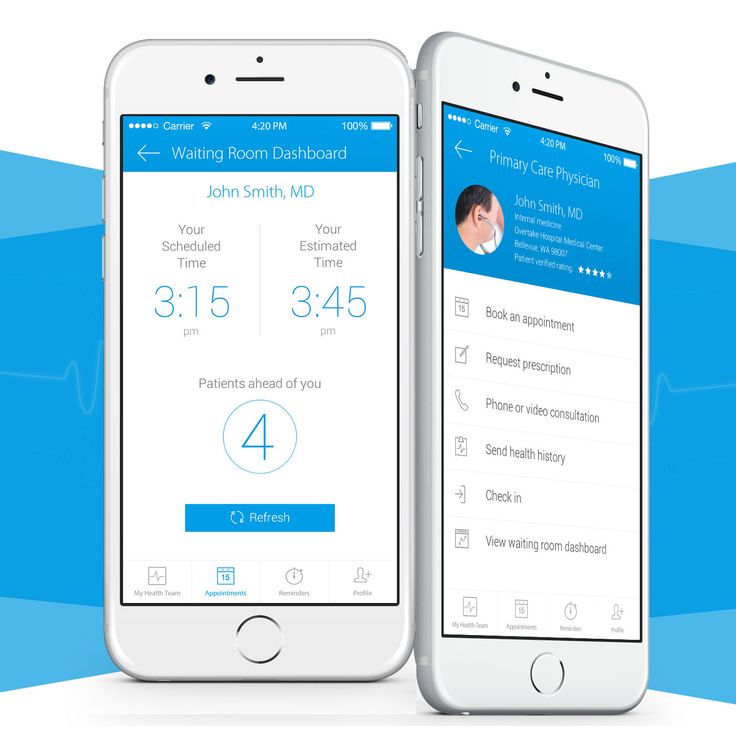 Carrier 4:20 PM 100%
Waiting Room Dashboard
John Smith, MD
Your Scheduled Time
3:15
pm
Your Estimated Time
3:45
pm
Patients ahead of you
4
Refresh
15
My Health Team Appointments Reminders Profile
Carrier 4:20 PM 100%
Primary Care Physician
John Smith, MD
Internal medicine
Overtake Hospital Medical Center
Bellevue, WA 98007
Patient verified rating
15
Book an appointment
Request prescription
Phone or video consultation
Send health history
Check in
View waiting room dashboard
15
My Health Team Appointments Reminders Profile